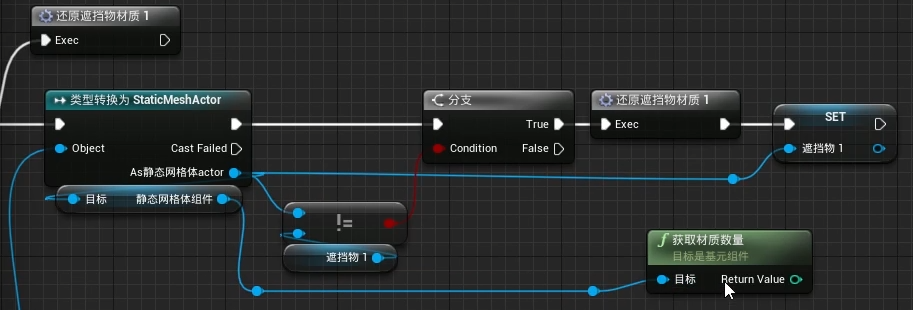 还原遮挡物材质 1
Exec
类型转换为 StaticMeshActor
Object
Cast Failed
As静态网格体actor
目标 静态网格体组件
!=
遮挡物 1
分支
True
Condition
False
还原遮挡物材质 1
Exec
SET
遮挡物 1
f 获取材质数量
目标是基元组件
目标
Return Value